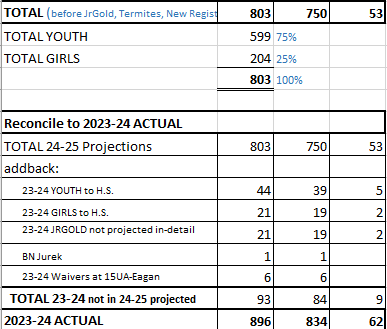 TOTAL (before JrGold, Termites, New Regist 803 750 53
TOTAL YOUTH 599 75%
TOTAL GIRLS 204 25%
803 100%
Reconcile to 2023-24 ACTUAL
TOTAL 24-25 Projections 803 750 53
addback:
23-24 YOUTH to H.S. 44 39 5
23-24 GIRLS to H.S. 21 19 2
23-24 JRGOLD not projected in-detail 21 19 2
BN Jurek 1 1
23-24 Waivers at 15UA-Eagan 6 6
TOTAL 23-24 not in 24-25 projected 93 84 9
2023-24 ACTUAL 896 834 62